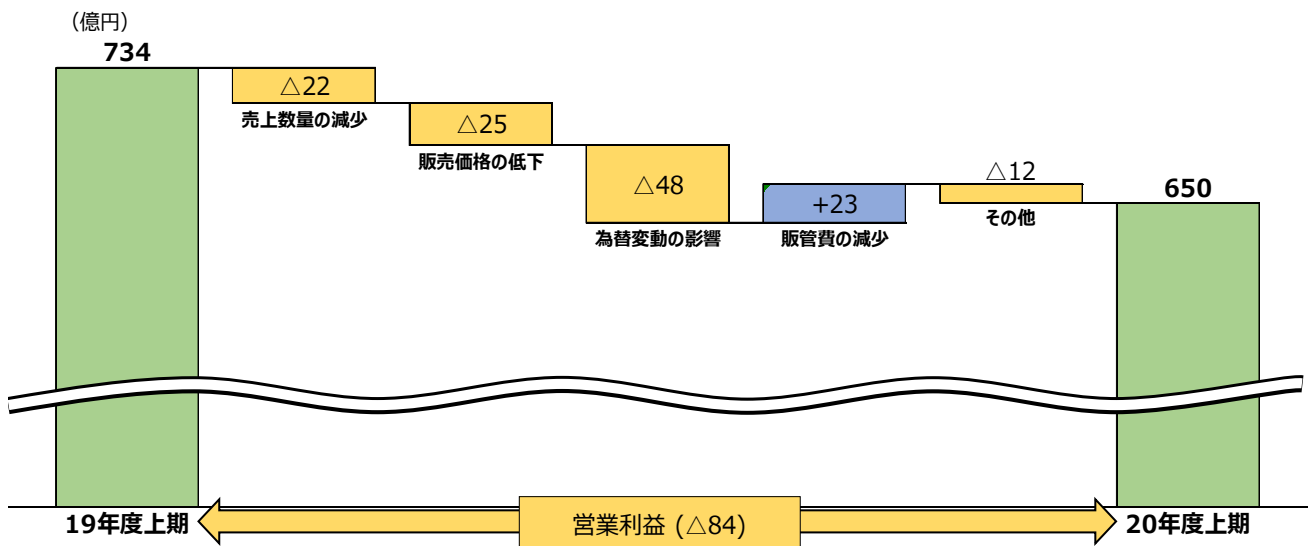 （億円）
734
△22
売上数量の減少
△25
販売価格の低下
△48
為替変動の影響
+23
販管費の減少
△12
その他
650
19年度上期
営業利益 (△84)
20年度上期